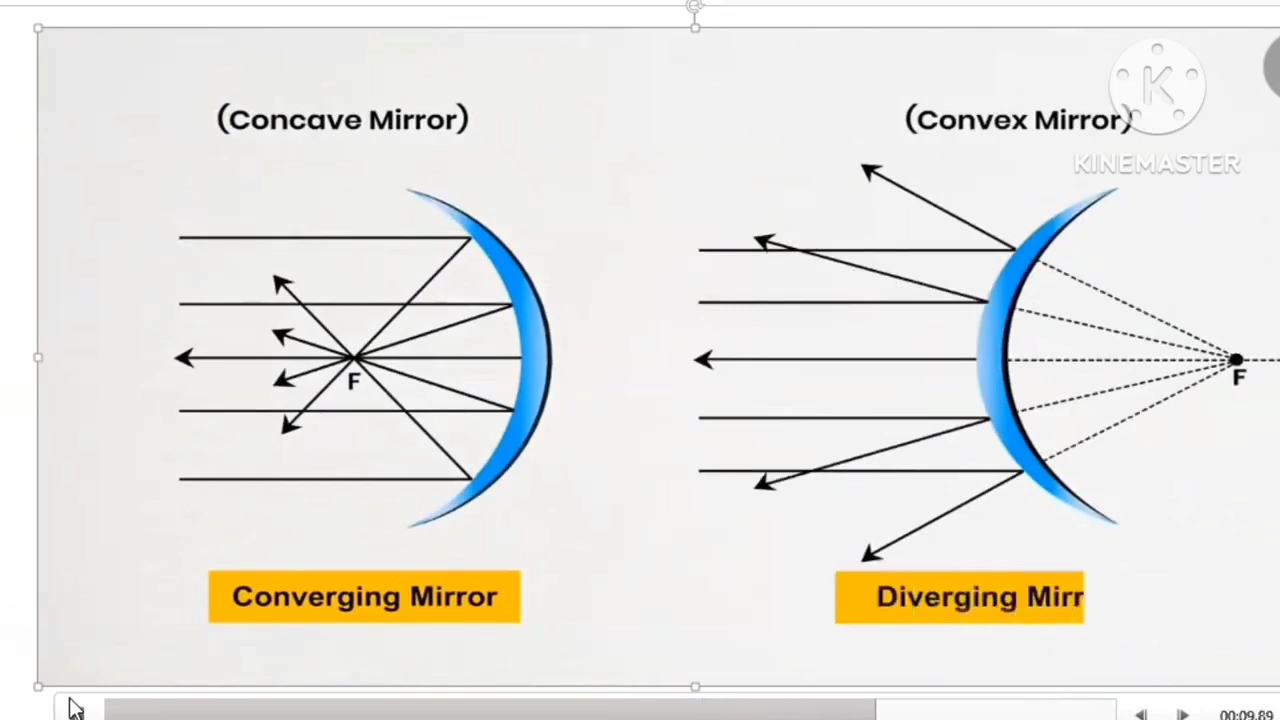 (Concave Mirror)
(Convex Mirror)
K
KINEMASTER
F
F
Converging Mirror
Diverging Mirr
00:09.89